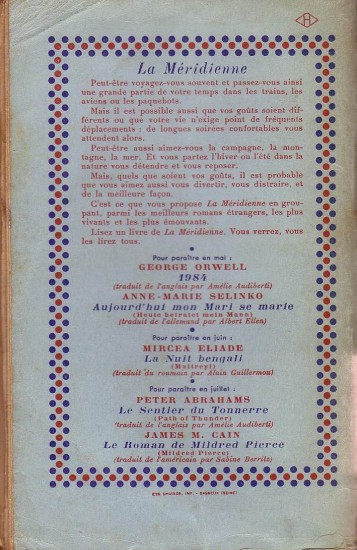 H
La Méridienne
Peut-être voyagez-vous souvent et passez-vous ainsi
une grande partie de votre temps dans les trains, les
avions ou les paquebots.
Mais il est possible aussi que vos goûts soient dif-
férents ou que votre vie n'exige point de fréquents
déplacements : de longues soirées confortables vous
attendent alors.
Peut-être aussi aimez-vous la campagne, la mon-
tagne, la mer. Et vous partez l'hiver ou l'été dans la
nature vous détendre et vous reposer.
Mais, quels que soient vos goûts, il est probable
que vous aimez aussi vous divertir, vous distraire, et
de la meilleure façon.
C'est ce que vous propose La Méridienne en grou-
pant, parmi les meilleurs romans étrangers, les plus
vivants et les plus émouvants.
Lisez un livre de La Méridienne. Vous verrez, vous
les lirez tous.
Pour paraître en mai :
GEORGE ORWELL
1984
(traduit de l'anglais par Amélie Audiberti)
ANNE-MARIE SELINKO
Aujourd'hui mon Mari se marie
(Heute heiratet mein Mann)
(traduit de l'allemand par Albert Ellen)
Pour paraître en juin :
MIRCEA ELIADE
La Nuit bengali
(Maitreyi)
(traduit du roumain par Alain Guillermou)
Pour paraître en juillet :
PETER ABRAHAMS
Le Sentier du Tonnerre
(Path of Thunder)
(traduit de l'anglais par Amélie Audiberti)
JAMES M. CAIN
Le Roman de Mildred Pierce
(Mildred Pierce)
(traduit de l'américain par Sabine Berritz)